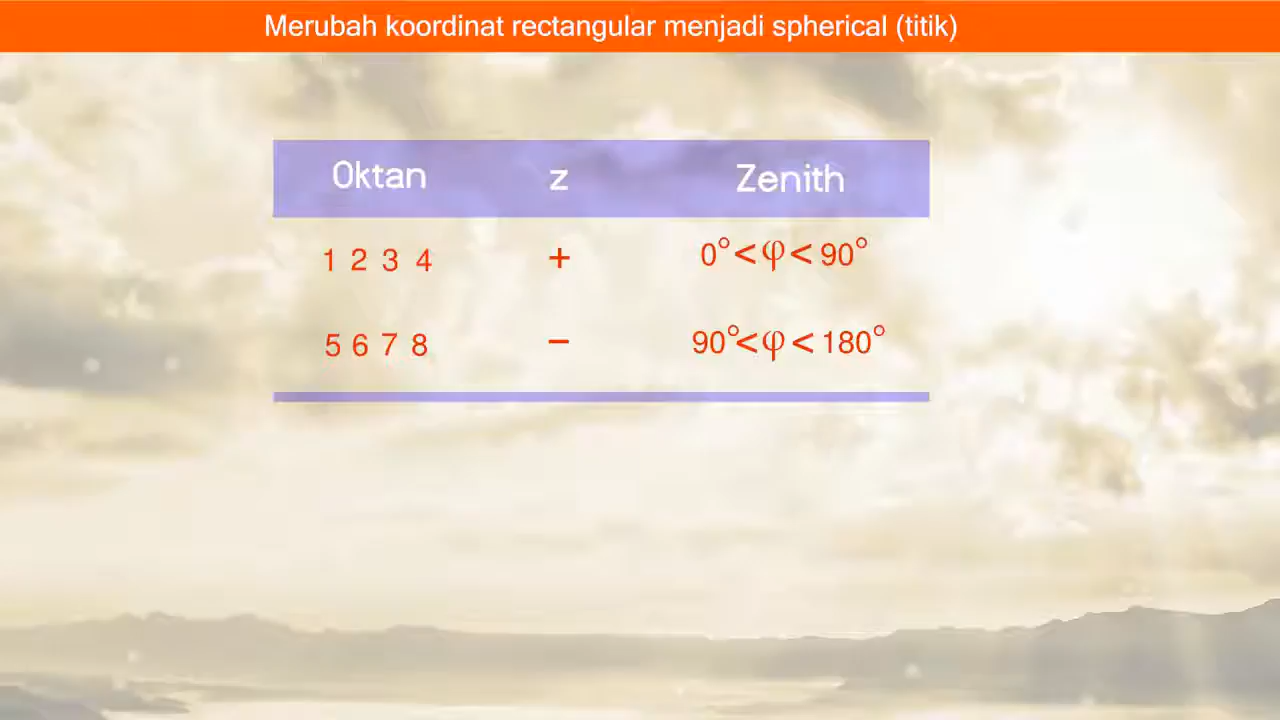 Merubah koordinat rectangular menjadi spherical (titik)
Oktan z Zenith
1 2 3 4 + 0°<φ<90°
5 6 7 8 − 90°<φ<180°